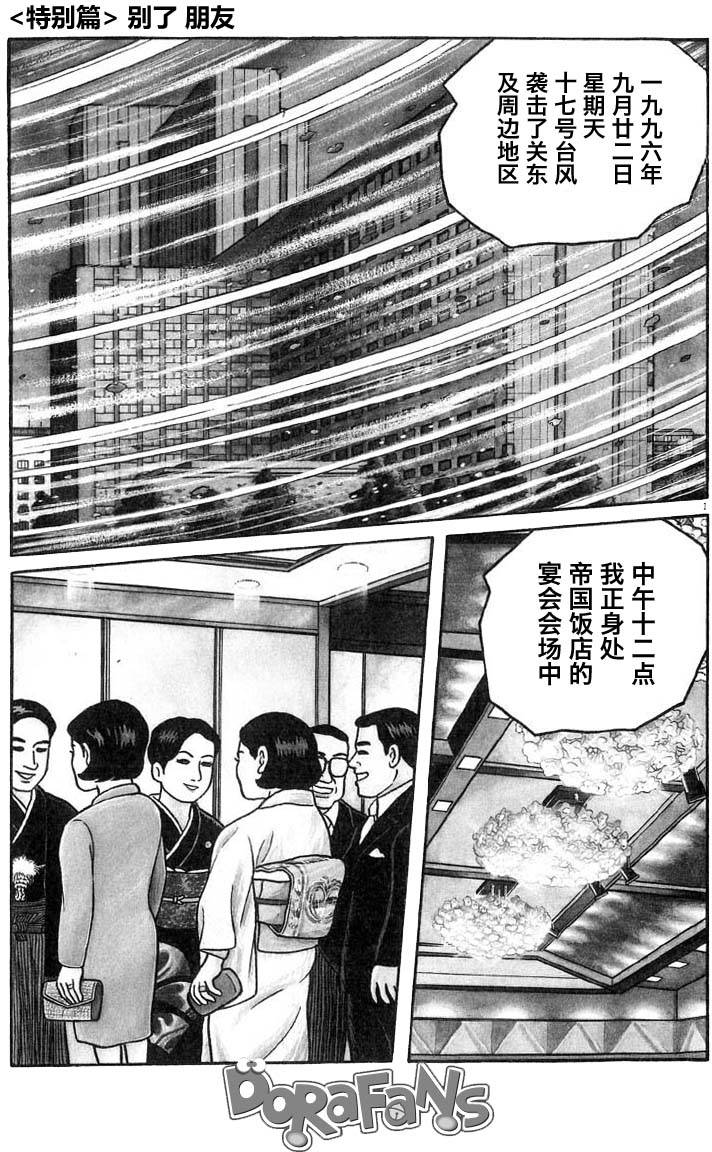 <特别篇> 别了 朋友
一九九六年
九月廿二日
星期天
十七号台风
袭击了关东
及周边地区
1
中午十二点
我正身处
帝国饭店的
宴会会场中
DORAFANS